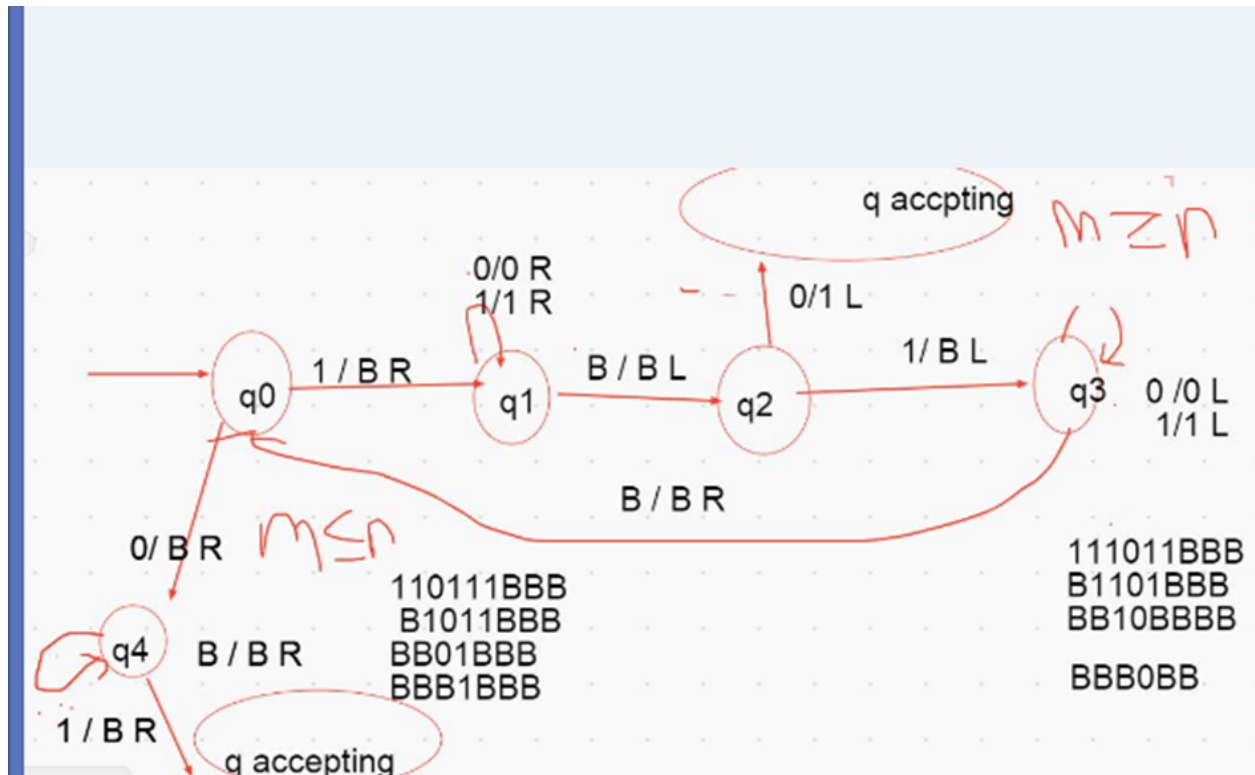 q accpting
m ≥ n
0/0 R
1/1 R
0/1 L
1 / B R
B / B L
1/ B L
q0
q1
q2
q3
0 /0 L
1/1 L
B / B R
0/ B R
m ≤ n
111011BBB
B1101BBB
BB10BBBB
BBB0BB
110111BBB
B1011BBB
BB01BBB
BBB1BBB
q4
B / B R
1 / B R
q accepting